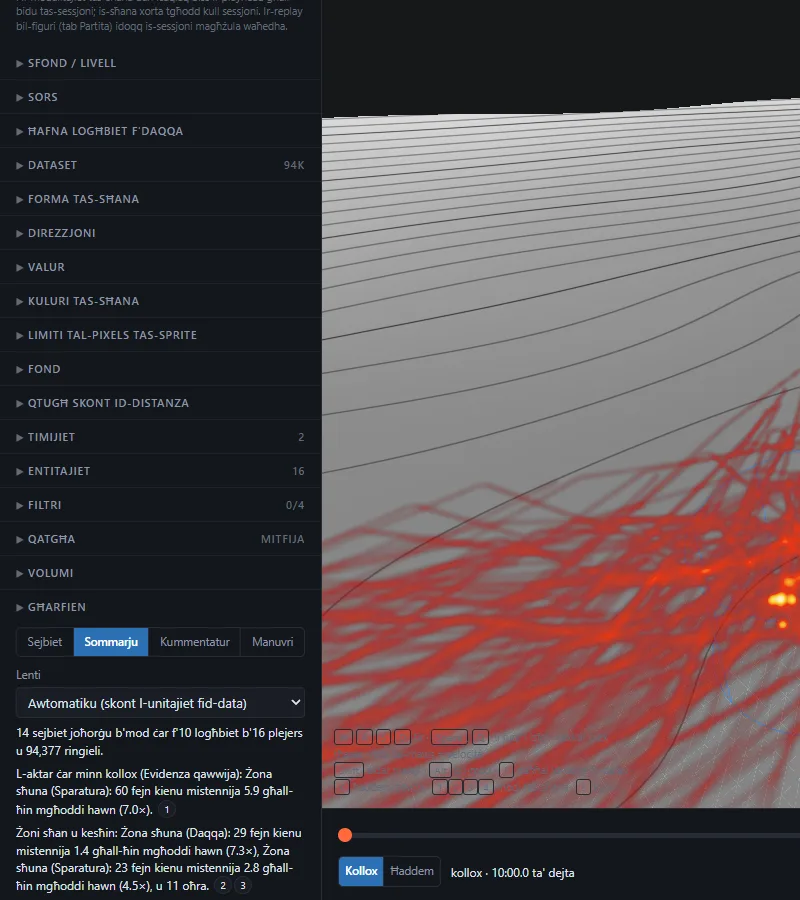 bidu tas-sessjoni; is-sħana xorta tgħodd kull sessjoni. Ir-replay
bil-figuri (tab Partita) idoqq is-sessjoni magħżula waħedha.
SFOND / LIVELL
SORS
ĦAFNA LOGĦBIET F'DAQQA
DATASET 94K
FORMA TAS-SĦANA
DIREZZJONI
VALUR
KULURI TAS-SĦANA
LIMITI TAL-PIXELS TAS-SPRITE
FOND
QTUGĦ SKONT ID-DISTANZA
TIMIJIET 2
ENTITAJIET 16
FILTRI 0/4
QATGĦA MITFIJA
VOLUMI
GĦARFIEN
Sejbiet Sommarju Kummentatur Manuvri
Lenti
Awtomatiku (skont l-unitajiet fid-data)
14 sejbiet joħorġu b'mod ċar f'10 logħbiet b'16 plejers
u 94,377 ringieli.
L-aktar ċar minn kollox (Evidenza qawwija): Żona
sħuna (Sparatura): 60 fejn kienu mistennija 5.9 għall-
ħin mgħoddi hawn (7.0×). 1
Żoni sħan u kesħin: Żona sħuna (Daqqa): 29 fejn kienu
mistennija 1.4 għall-ħin mgħoddi hawn (7.3×), Żona
sħuna (Sparatura): 23 fejn kienu mistennija 2.8 għall-
ħin mgħoddi hawn (4.5×), u 11 oħra. 2 3
Kollox Ħaddem kollox · 10:00.0 ta' dejta